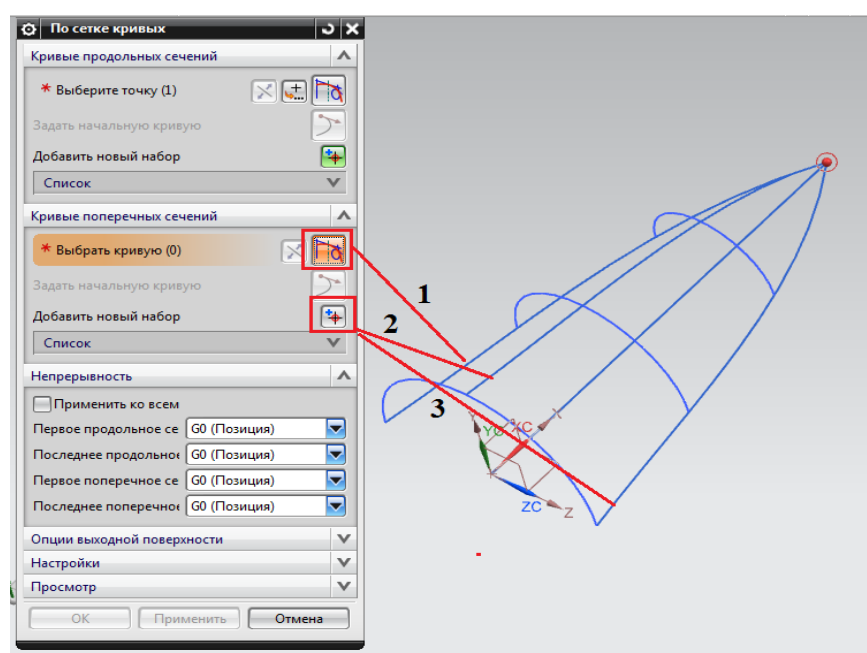 По сетке кривых
Кривые продольных сечений
* Выберите точку (1)
Задать начальную кривую
Добавить новый набор
Список
Кривые поперечных сечений
* Выбрать кривую (0)
Задать начальную кривую
Добавить новый набор
Список
Непрерывность
Применить ко всем
Первое продольное се G0 (Позиция)
Последнее продольное G0 (Позиция)
Первое поперечное се G0 (Позиция)
Последнее поперечное G0 (Позиция)
Опции выходной поверхности
Настройки
Просмотр
ОК Применить Отмена
1
2
3
Y
YC
XC
X
ZC
Z